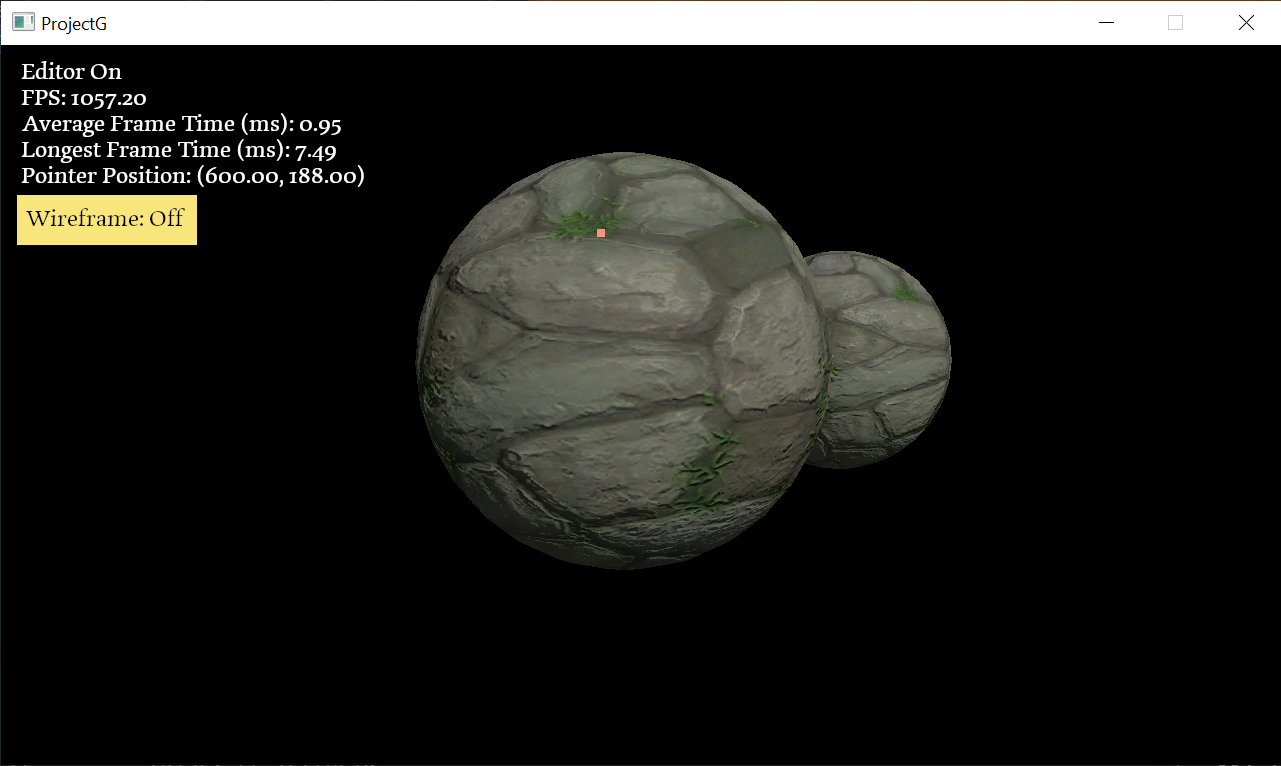 ProjectG
Editor On
FPS: 1057.20
Average Frame Time (ms): 0.95
Longest Frame Time (ms): 7.49
Pointer Position: (600.00, 188.00)
Wireframe: Off